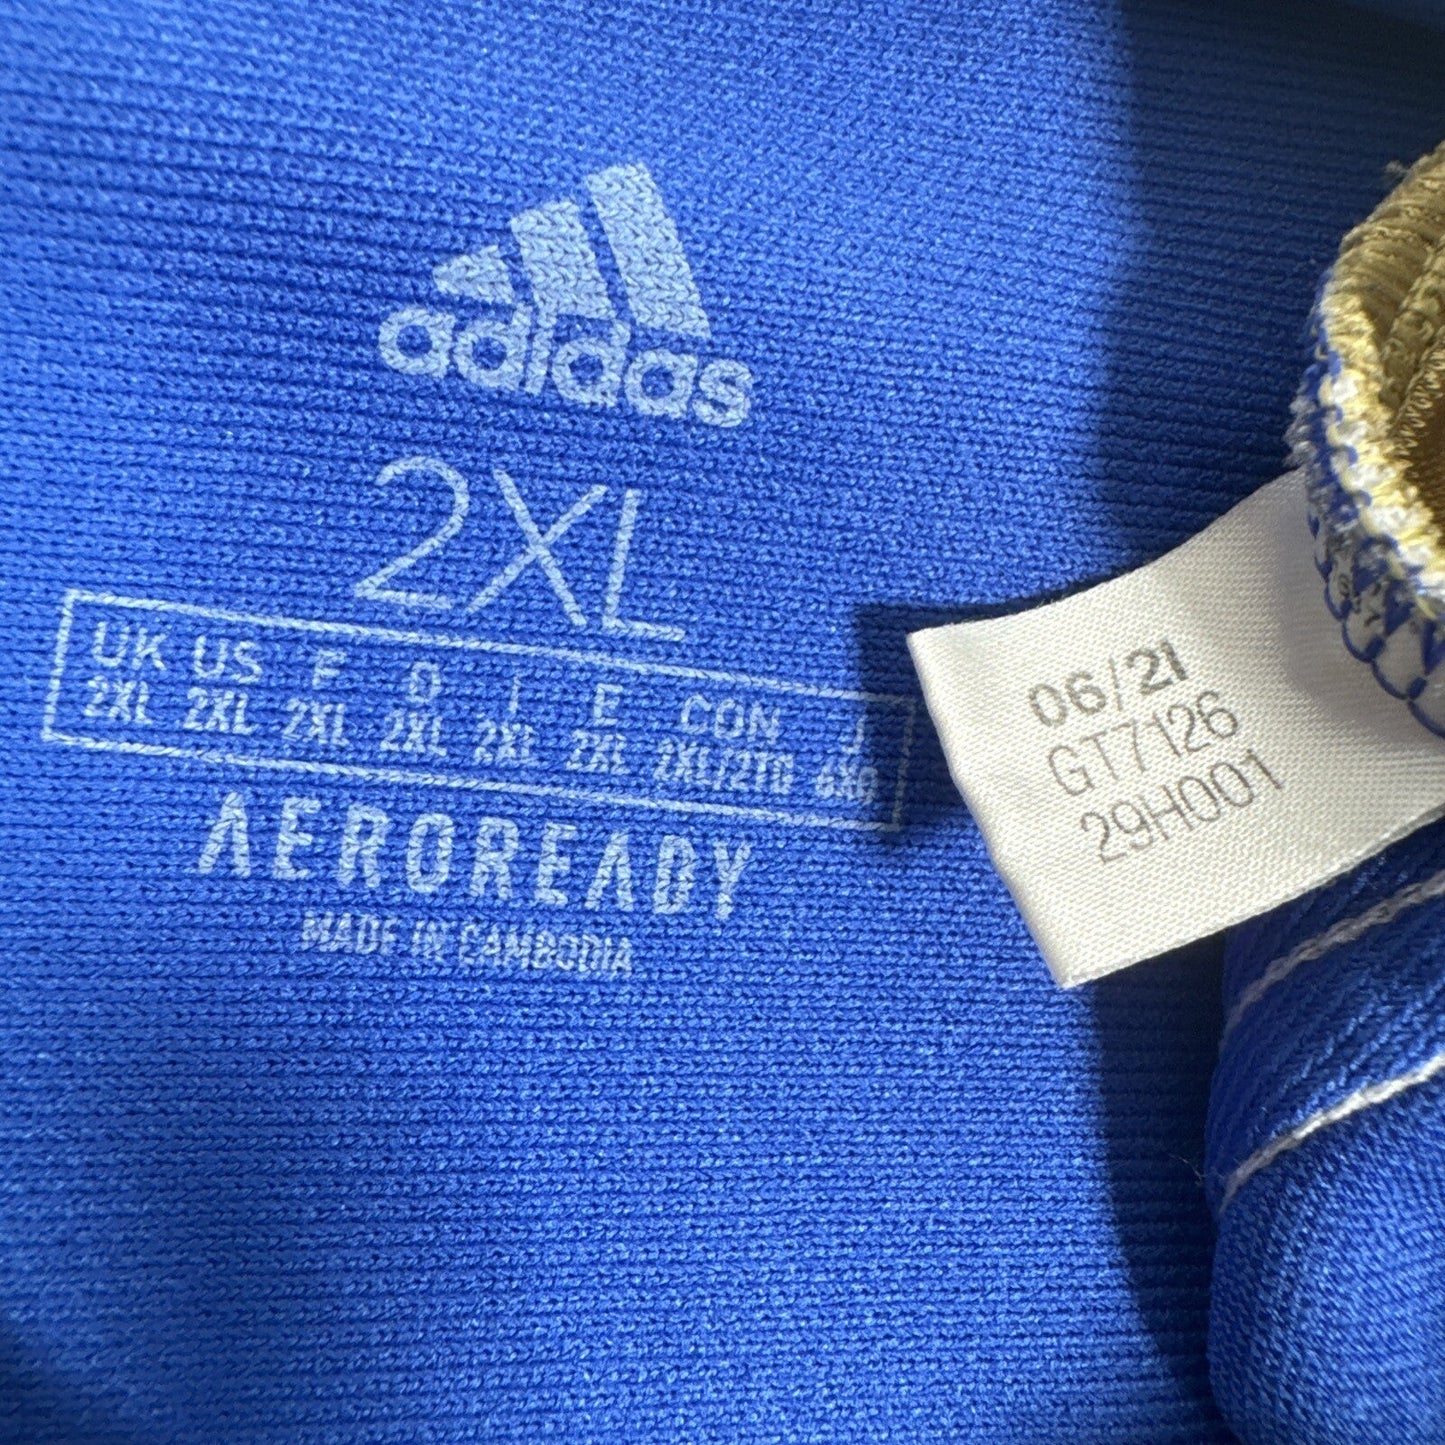 adidas
2XL
UK US F D I E CON J
2XL 2XL 2XL 2XL 2XL 2XL 2XL/2TG 6XO
AEROREADY
MADE IN CAMBODIA
06/21
GT7126
29H001